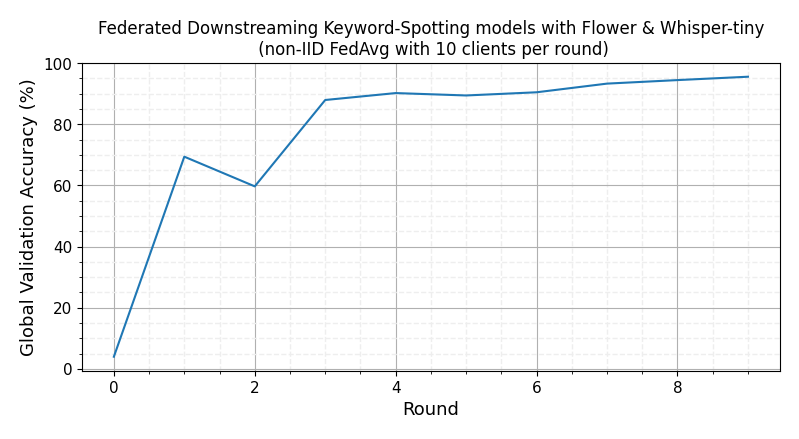 Federated Downstreaming Keyword-Spotting models with Flower & Whisper-tiny
(non-IID FedAvg with 10 clients per round)
Global Validation Accuracy (%)
100
80
60
40
20
0
0 2 4 6 8
Round